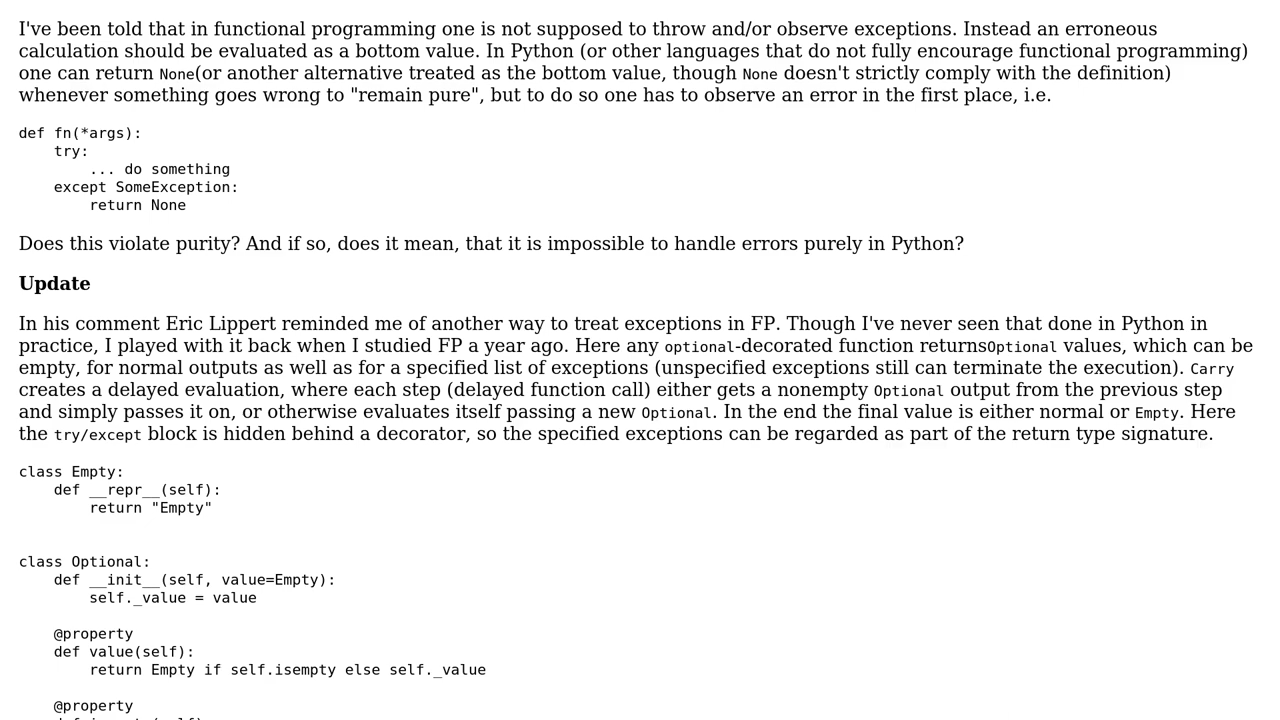 I've been told that in functional programming one is not supposed to throw and/or observe exceptions. Instead an erroneous
calculation should be evaluated as a bottom value. In Python (or other languages that do not fully encourage functional programming)
one can return None(or another alternative treated as the bottom value, though None doesn't strictly comply with the definition)
whenever something goes wrong to "remain pure", but to do so one has to observe an error in the first place, i.e.
def fn(*args):
    try:
        ... do something
    except SomeException:
        return None
Does this violate purity? And if so, does it mean, that it is impossible to handle errors purely in Python?
Update
In his comment Eric Lippert reminded me of another way to treat exceptions in FP. Though I've never seen that done in Python in
practice, I played with it back when I studied FP a year ago. Here any optional-decorated function returnsOptional values, which can be
empty, for normal outputs as well as for a specified list of exceptions (unspecified exceptions still can terminate the execution). Carry
creates a delayed evaluation, where each step (delayed function call) either gets a nonempty Optional output from the previous step
and simply passes it on, or otherwise evaluates itself passing a new Optional. In the end the final value is either normal or Empty. Here
the try/except block is hidden behind a decorator, so the specified exceptions can be regarded as part of the return type signature.
class Empty:
    def __repr__(self):
        return "Empty"
class Optional:
    def __init__(self, value=Empty):
        self._value = value
    @property
    def value(self):
        return Empty if self.isempty else self._value
    @property